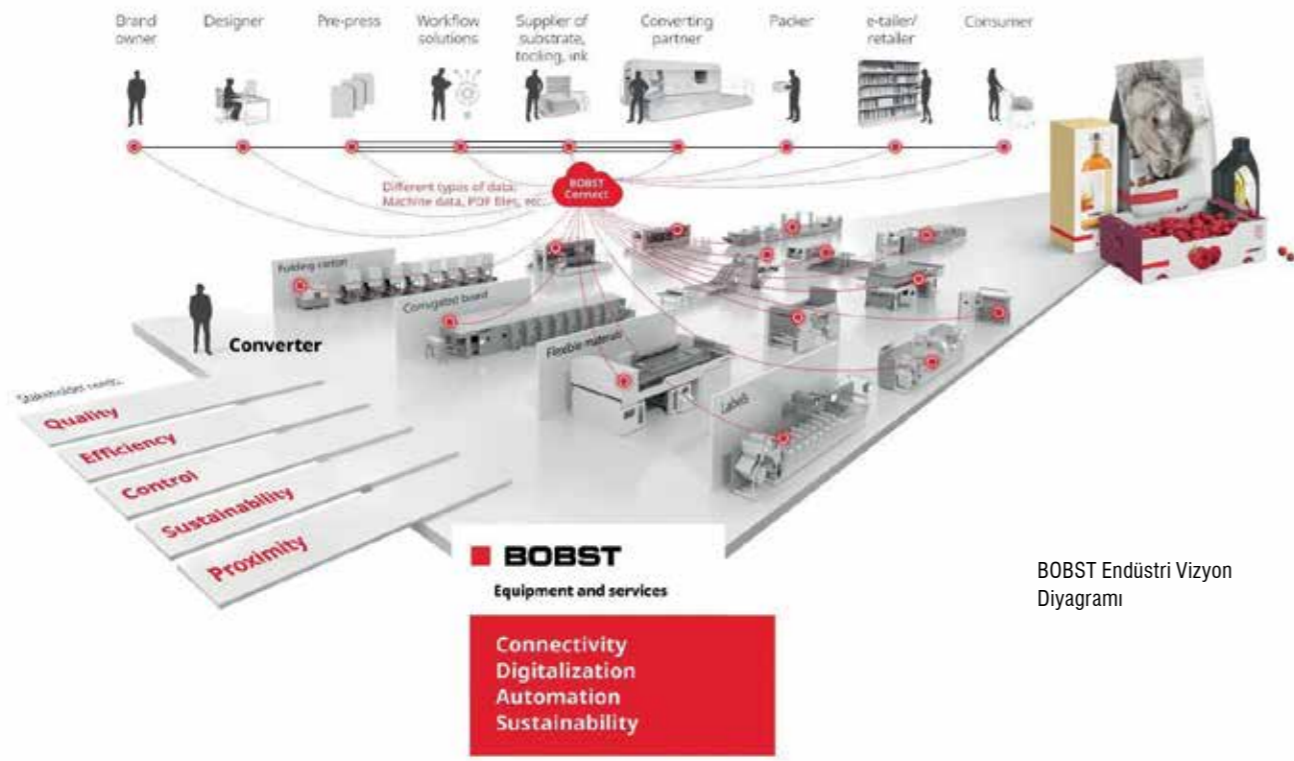 Brand
owner
Designer
Pre-press
Workflow
solutions
Supplier of
substrate,
tooling, ink
Converting
partner
Packer
e-tailer/
retailer
Consumer
Different types of data:
Machine data, PDF files, etc.
BOBST
Connect
Folding carton
Corrugated board
Flexible materials
Labels
Converter
Stakeholder needs
Quality
Efficiency
Control
Sustainability
Proximity
BOBST
Equipment and services
Connectivity
Digitalization
Automation
Sustainability
BOBST Endüstri Vizyon
Diyagramı